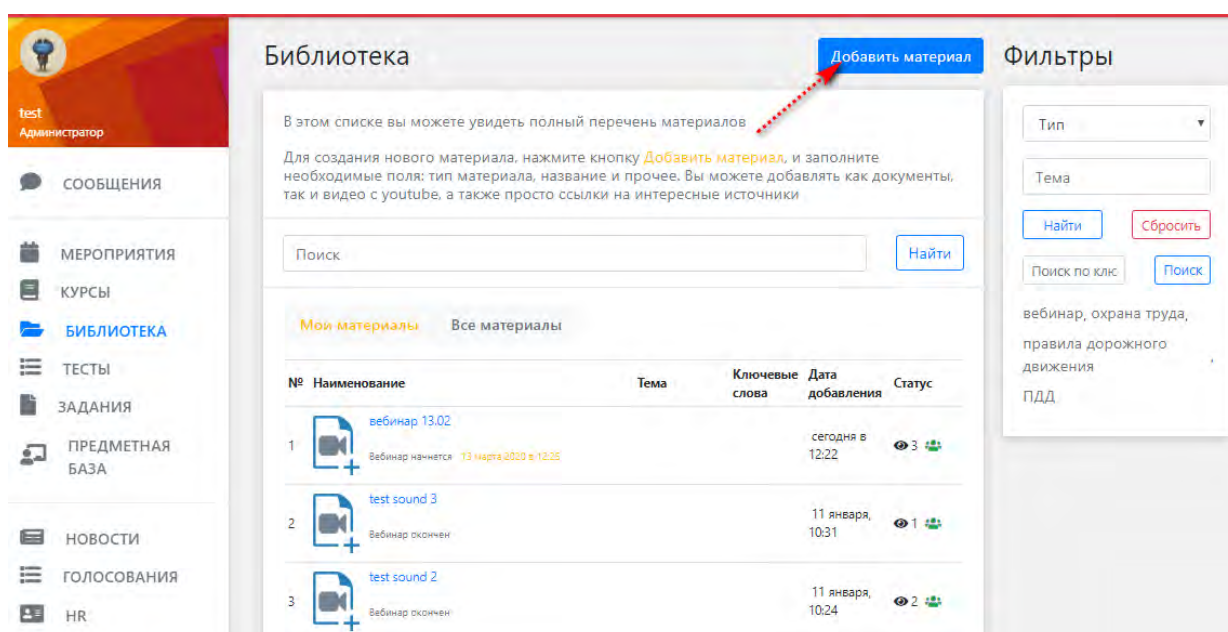 test
Администратор
СООБЩЕНИЯ
МЕРОПРИЯТИЯ
КУРСЫ
БИБЛИОТЕКА
ТЕСТЫ
ЗАДАНИЯ
ПРЕДМЕТНАЯ
БАЗА
НОВОСТИ
ГОЛОСОВАНИЯ
HR
Библиотека
Добавить материал
В этом списке вы можете увидеть полный перечень материалов
Для создания нового материала, нажмите кнопку Добавить материал, и заполните
необходимые поля: тип материала, название и прочее. Вы можете добавлять как документы,
так и видео с youtube, а также просто ссылки на интересные источники
Поиск
Найти
Мои материалы Все материалы
№ Наименование Тема Ключевые слова Дата добавления Статус
1 вебинар 13.02 сегодня в 12:22 3
Вебинар начнется 13 марта 2020 в 12:25
2 test sound 3 11 января, 10:31 1
Вебинар окончен
3 test sound 2 11 января, 10:24 2
Вебинар окончен
Фильтры
Тип
Тема
Найти Сбросить
Поиск по клю Поиск
вебинар, охрана труда,
правила дорожного
движения ,
ПДД